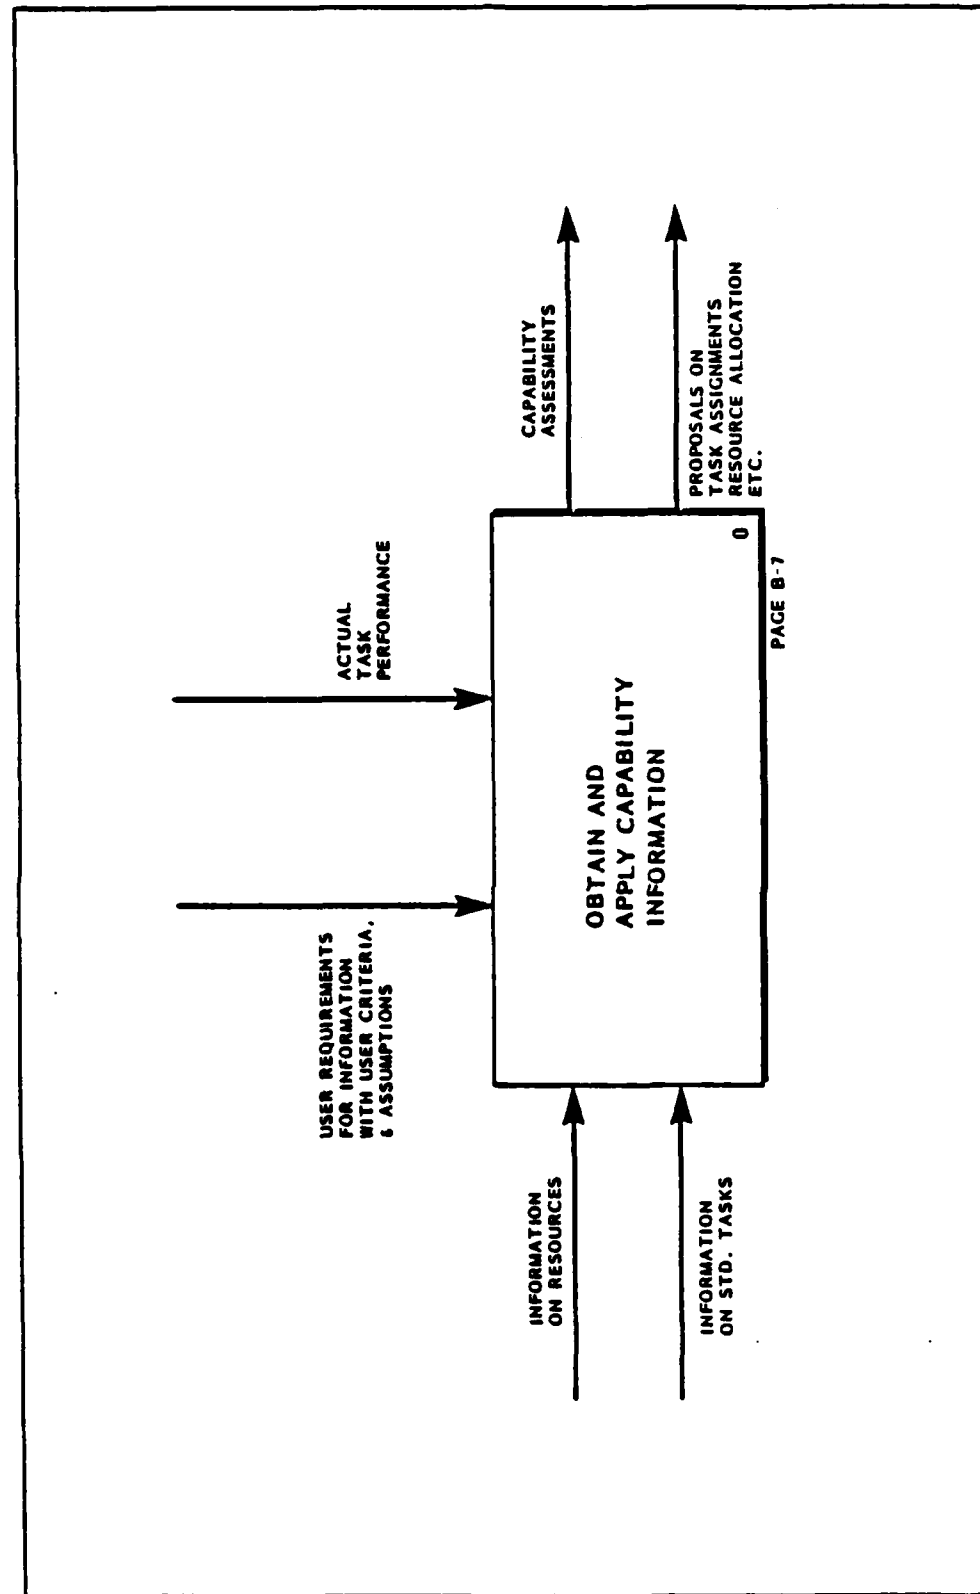 USER REQUIREMENTS
FOR INFORMATION
WITH USER CRITERIA,
& ASSUMPTIONS
ACTUAL
TASK
PERFORMANCE
INFORMATION
ON RESOURCES
INFORMATION
ON STD. TASKS
OBTAIN AND
APPLY CAPABILITY
INFORMATION
0
CAPABILITY
ASSESSMENTS
PROPOSALS ON
TASK ASSIGNMENTS
RESOURCE ALLOCATION
ETC.
PAGE B-7